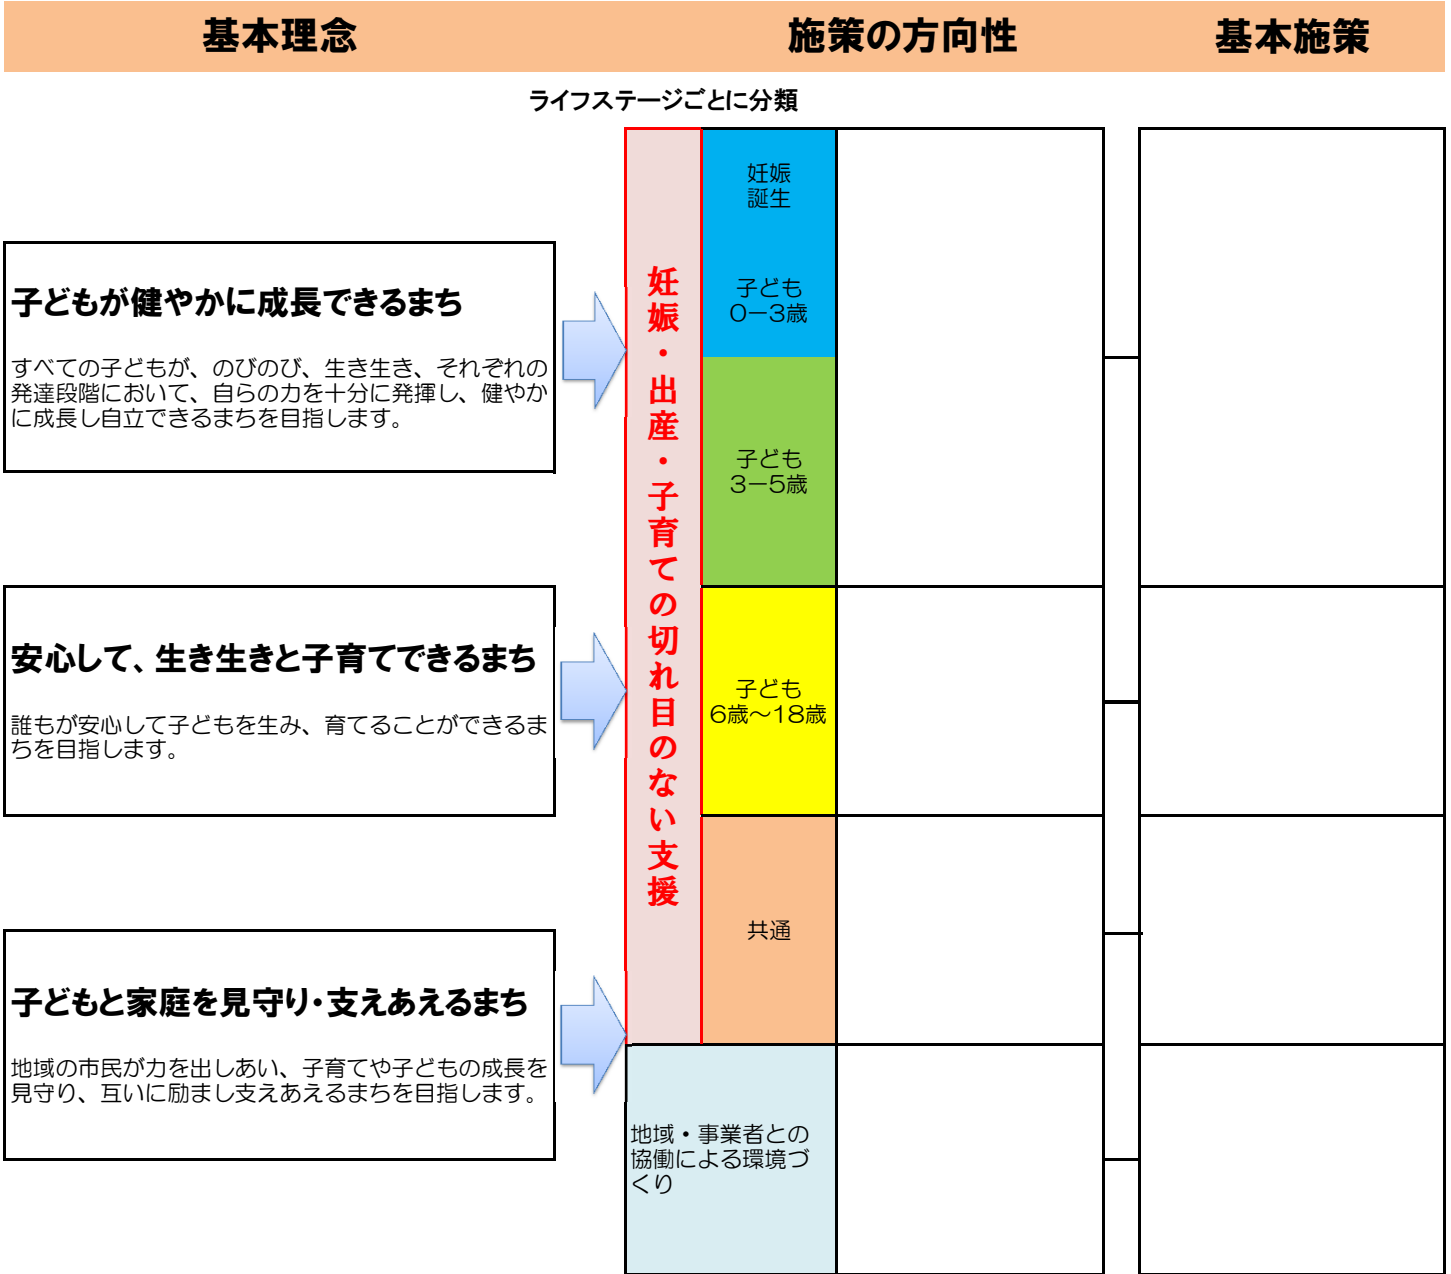 基本理念
施策の方向性
基本施策
ライフステージごとに分類
子どもが健やかに成長できるまち
すべての子どもが、のびのび、生き生き、それぞれの
発達段階において、自らの力を十分に発揮し、健やか
に成長し自立できるまちを目指します。
安心して、生き生きと子育てできるまち
誰もが安心して子どもを生み、育てることができるま
ちを目指します。
子どもと家庭を見守り・支えあえるまち
地域の市民が力を出しあい、子育てや子どもの成長を
見守り、互いに励まし支えあえるまちを目指します。
妊娠・出産・子育ての切れ目のない支援
妊娠
誕生
子ども
0－3歳
子ども
3－5歳
子ども
6歳～18歳
共通
地域・事業者との
協働による環境づ
くり